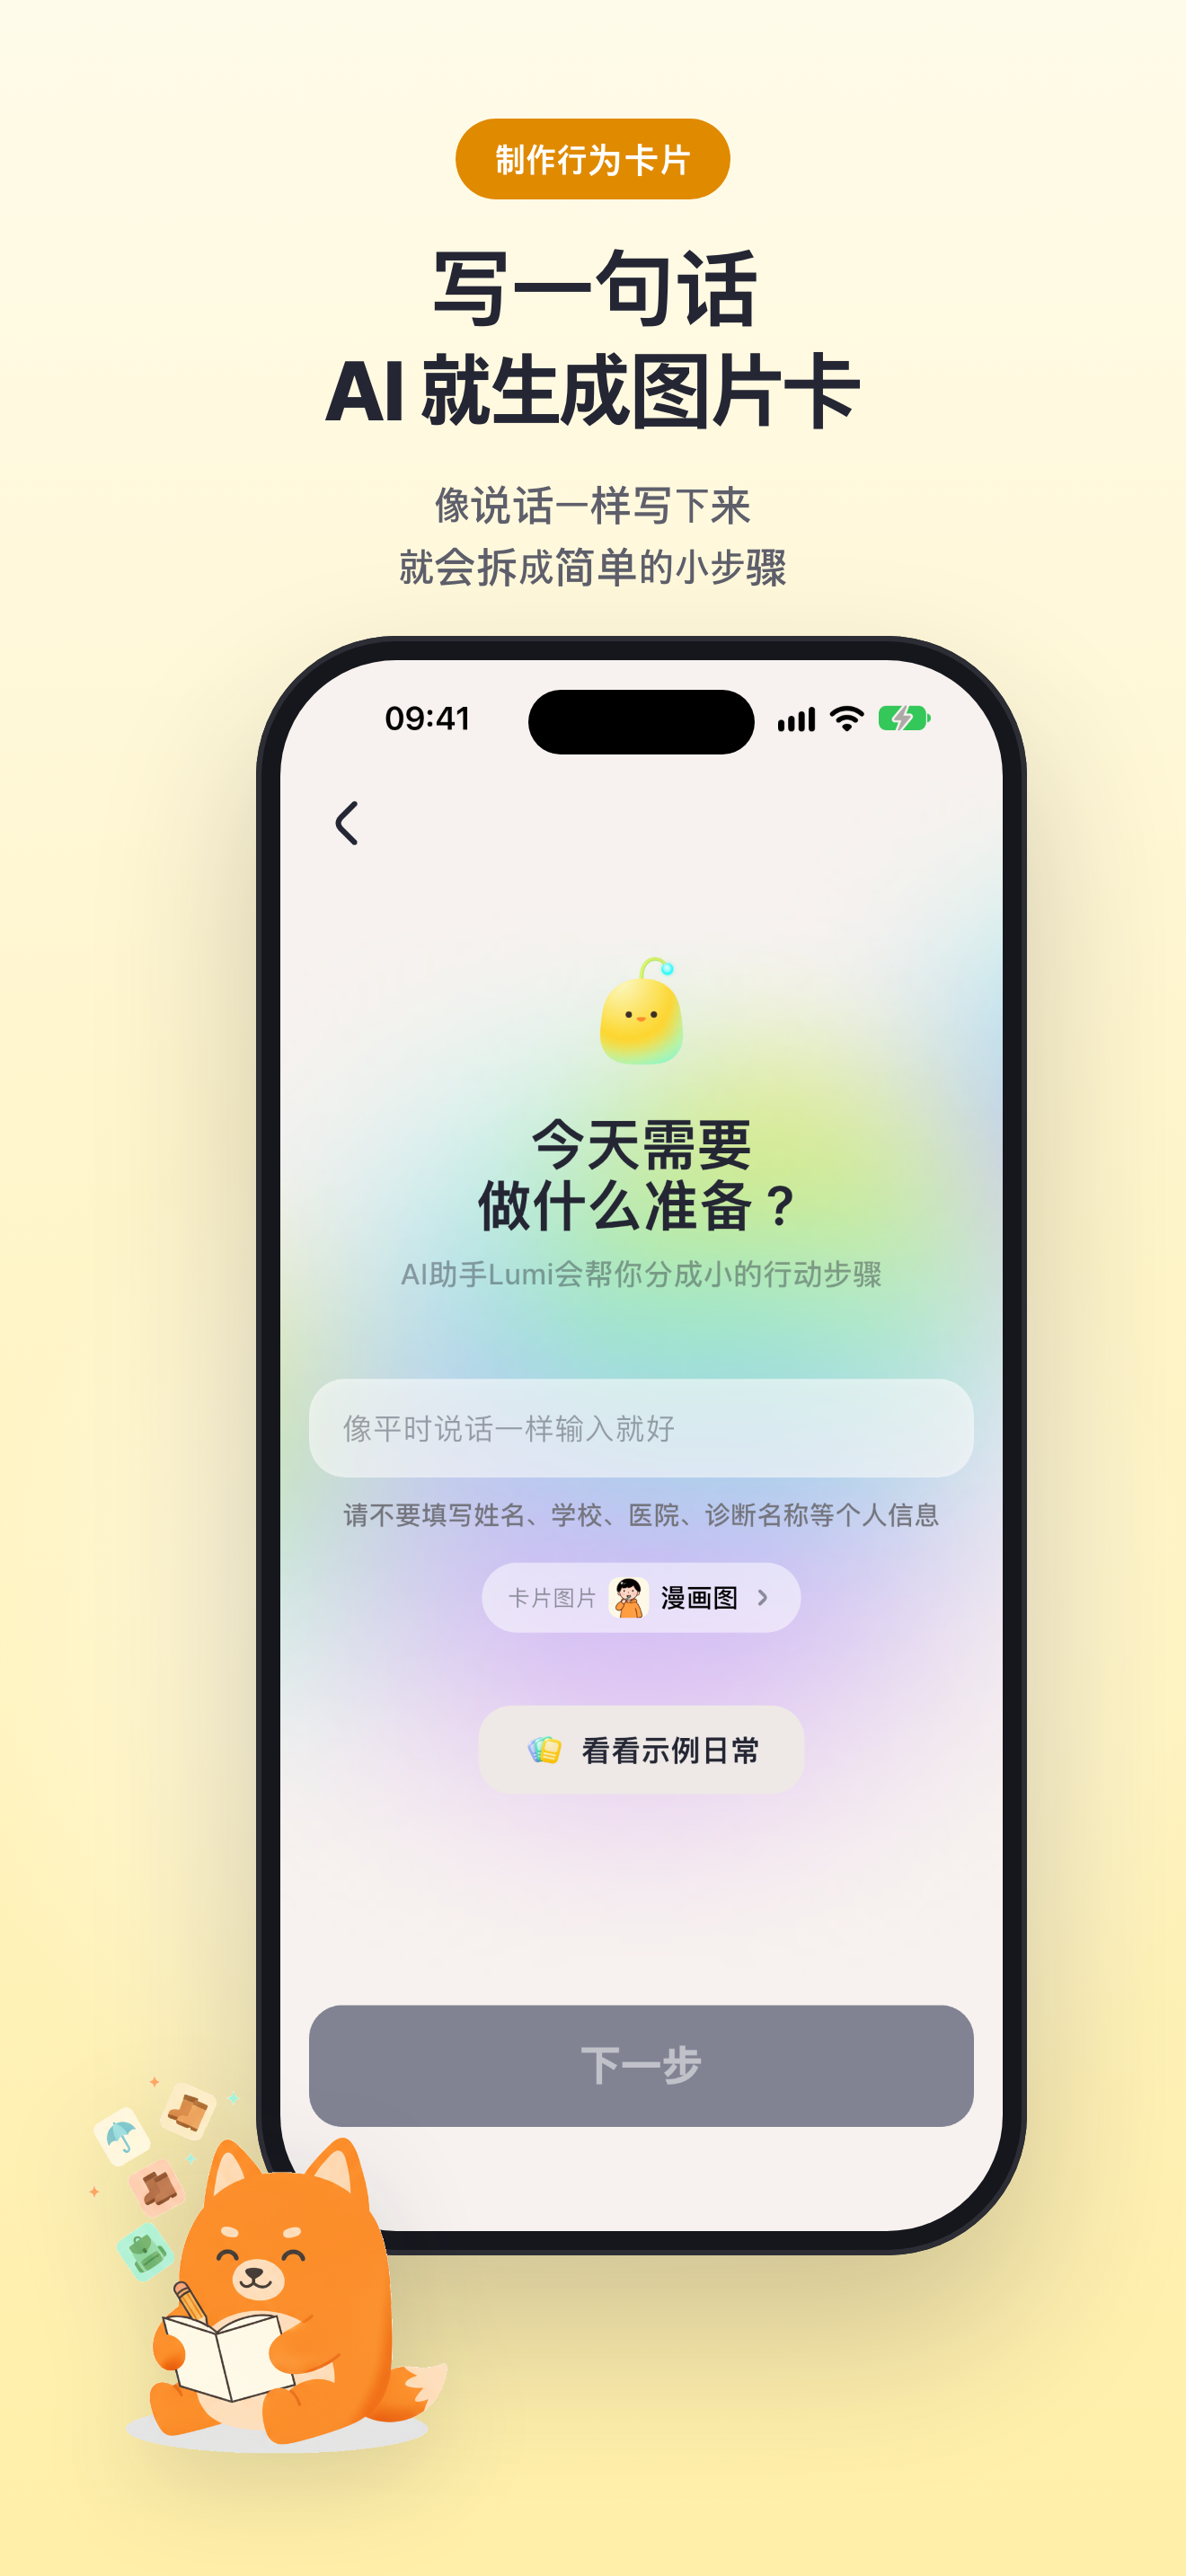 制作行为卡片
写一句话
AI 就生成图片卡
像说话一样写下来
就会拆成简单的小步骤
09:41
今天需要
做什么准备？
AI助手Lumi会帮你分成小的行动步骤
像平时说话一样输入就好
请不要填写姓名、学校、医院、诊断名称等个人信息
卡片图片 漫画图
看看示例日常
下一步